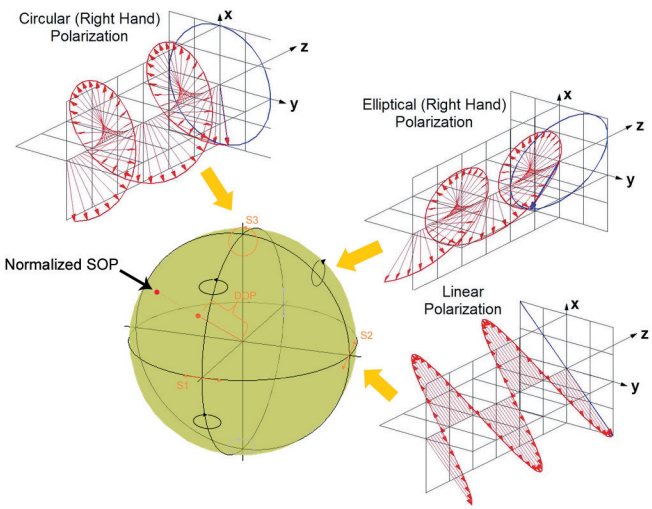 Circular (Right Hand)
Polarization
x
z
y
Elliptical (Right Hand)
Polarization
x
z
y
S3
Normalized SOP
DOP
S2
S1
Linear
Polarization
x
z
y